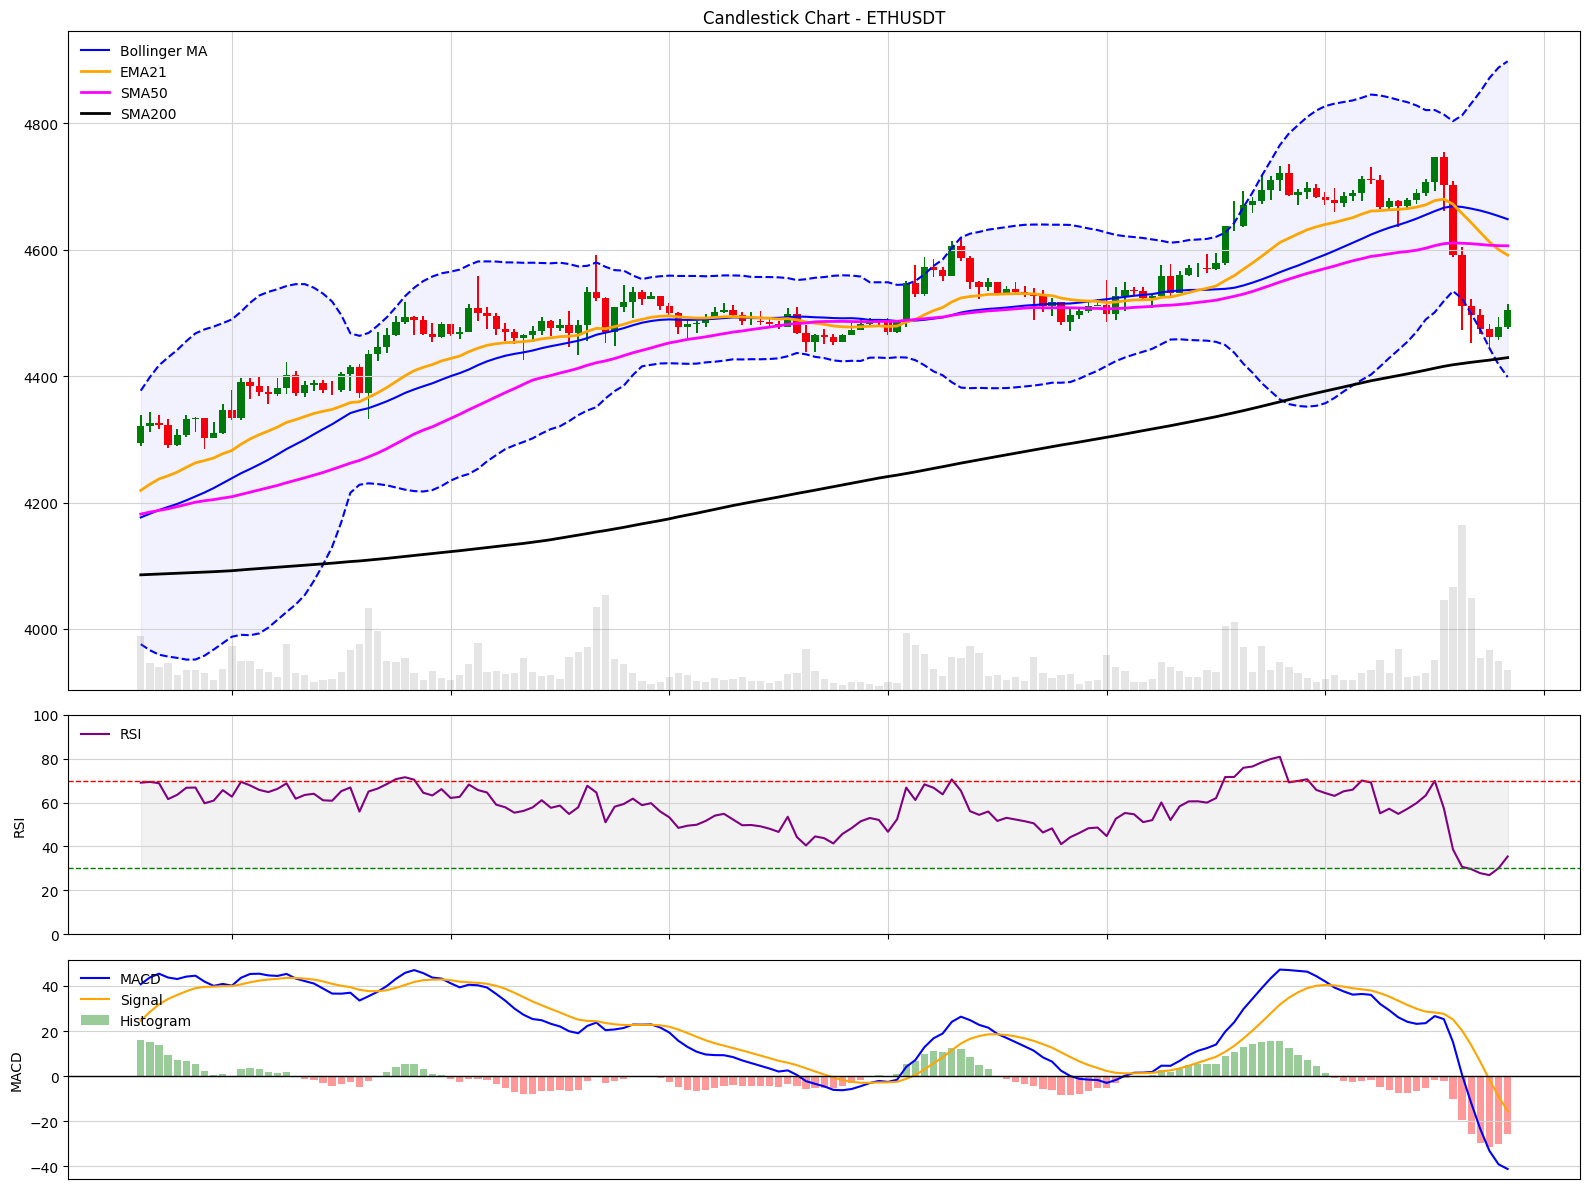 Candlestick Chart - ETHUSDT
Bollinger MA
EMA21
SMA50
SMA200
4800
4600
4400
4200
4000
RSI
100
80
60
40
20
0
RSI
MACD
Signal
Histogram
40
20
0
−20
−40
MACD